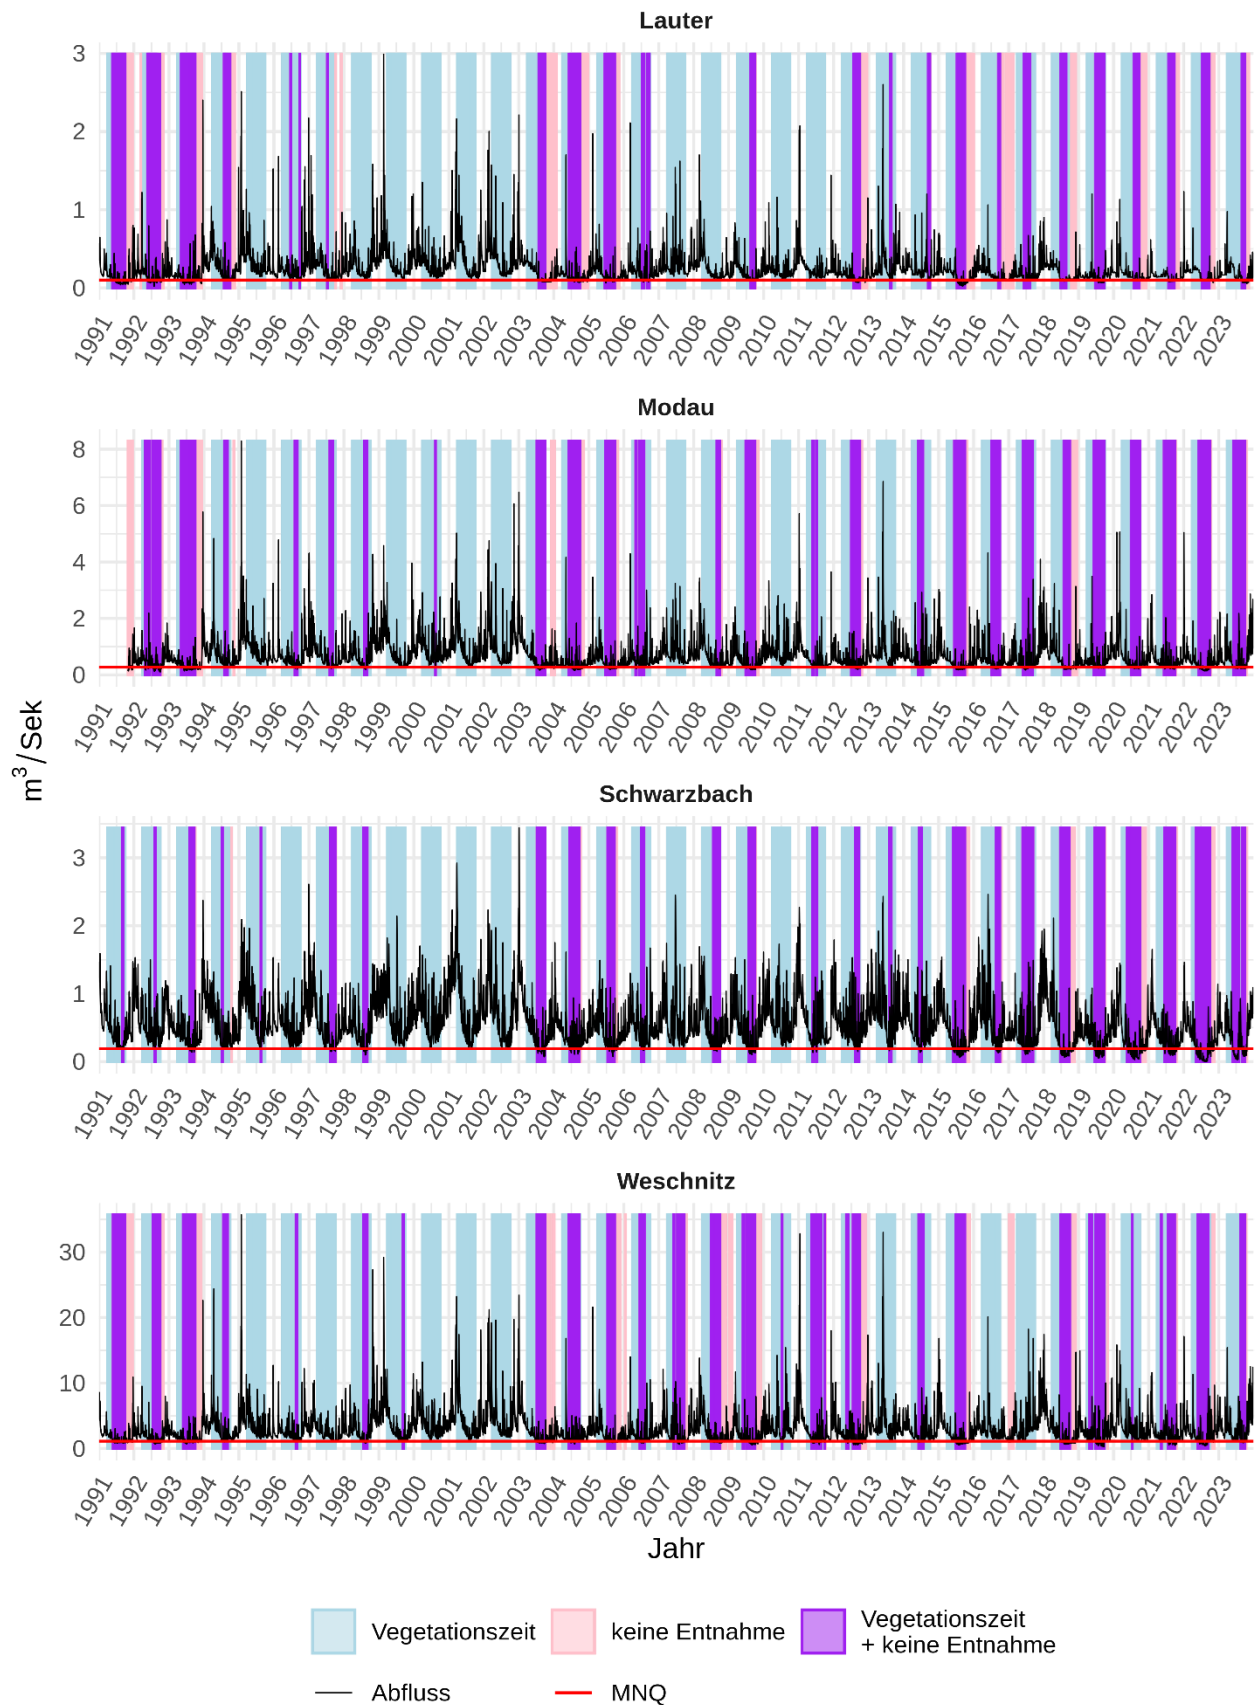 Lauter
3
2
1
0
1991 1992 1993 1994 1995 1996 1997 1998 1999 2000 2001 2002 2003 2004 2005 2006 2007 2008 2009 2010 2011 2012 2013 2014 2015 2016 2017 2018 2019 2020 2021 2022 2023
Modau
8
6
4
2
0
1991 1992 1993 1994 1995 1996 1997 1998 1999 2000 2001 2002 2003 2004 2005 2006 2007 2008 2009 2010 2011 2012 2013 2014 2015 2016 2017 2018 2019 2020 2021 2022 2023
m³/Sek
Schwarzbach
3
2
1
0
1991 1992 1993 1994 1995 1996 1997 1998 1999 2000 2001 2002 2003 2004 2005 2006 2007 2008 2009 2010 2011 2012 2013 2014 2015 2016 2017 2018 2019 2020 2021 2022 2023
Weschnitz
30
20
10
0
1991 1992 1993 1994 1995 1996 1997 1998 1999 2000 2001 2002 2003 2004 2005 2006 2007 2008 2009 2010 2011 2012 2013 2014 2015 2016 2017 2018 2019 2020 2021 2022 2023
Jahr
Vegetationszeit
keine Entnahme
Vegetationszeit
+ keine Entnahme
Abfluss
MNQ